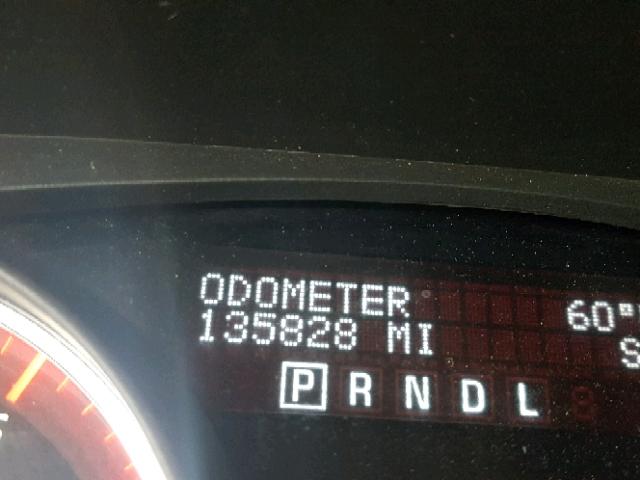 ODOMETER 60°
135828 MI S
P R N D L